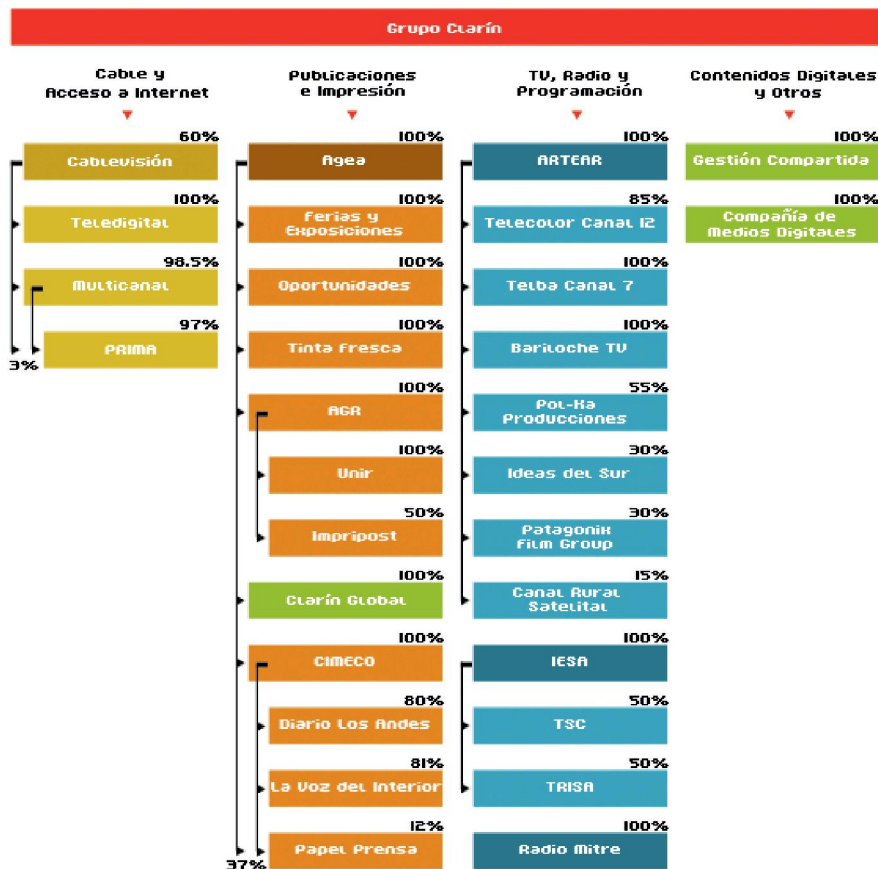 Grupo Clarín
Cable y
Acceso a Internet
60%
Cablevisión
100%
Teledigital
98.5%
Multicanal
97%
PRIMA
3%
Publicaciones
e Impresión
100%
Agea
100%
Ferias y
Exposiciones
100%
Oportunidades
100%
Tinta Fresca
100%
AGR
100%
Unir
50%
Impripost
100%
Clarín Global
100%
CIMECO
80%
Diario Los Andes
81%
La Voz del Interior
12%
Papel Prensa
37%
TV, Radio y
Programación
100%
ARTEAR
85%
Telecolor Canal 12
100%
Telba Canal 7
100%
Bariloche TV
55%
Pol-Ka
Producciones
30%
Ideas del Sur
30%
Patagonik
Film Group
15%
Canal Rural
Satelital
100%
IESA
50%
TSC
50%
TRISA
100%
Radio Mitre
Contenidos Digitales
y Otros
100%
Gestión Compartida
100%
Compañía de
Medios Digitales